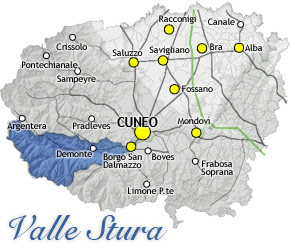 Racconigi
Canale
Crissolo
Savigliano
Bra
Alba
Saluzzo
Pontechianale
Sampeyre
Fossano
Argentera
Pradleves
CUNEO
Mondovì
Demonte
Borgo San
Dalmazzo
Boves
Frabosa
Soprana
Limone P.te
Valle Stura